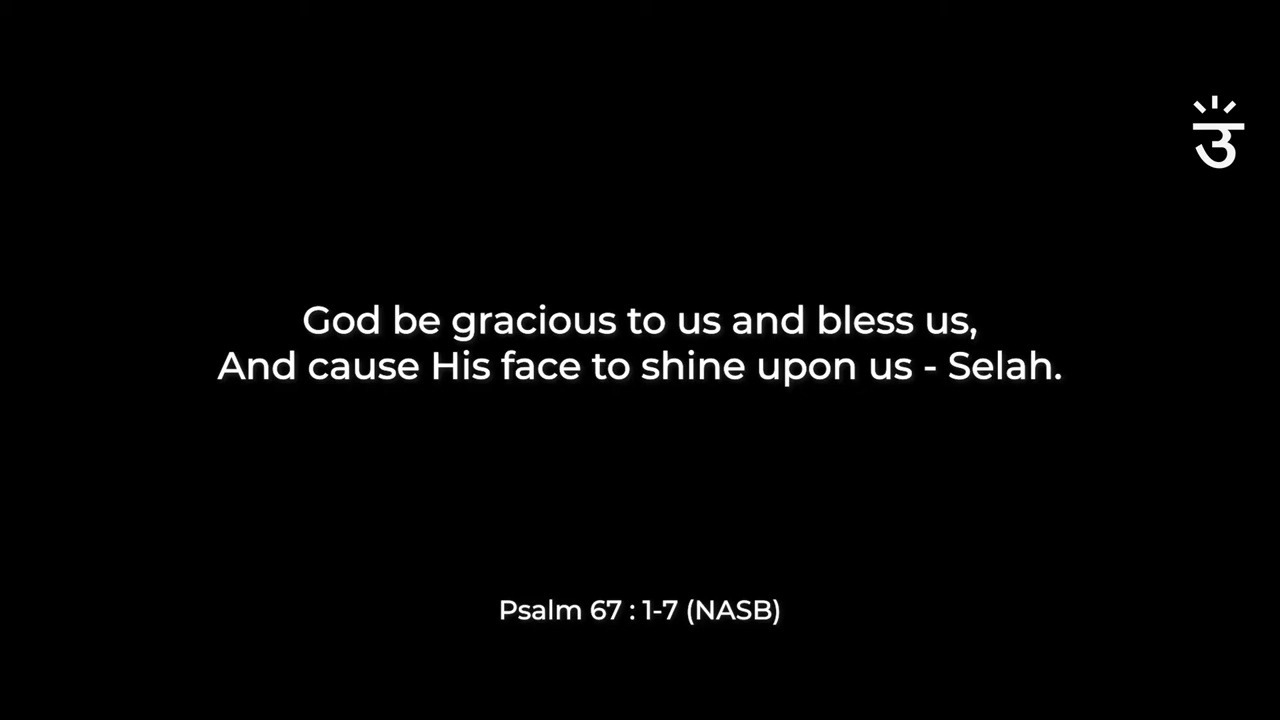 उ
God be gracious to us and bless us,
And cause His face to shine upon us - Selah.
Psalm 67 : 1-7 (NASB)